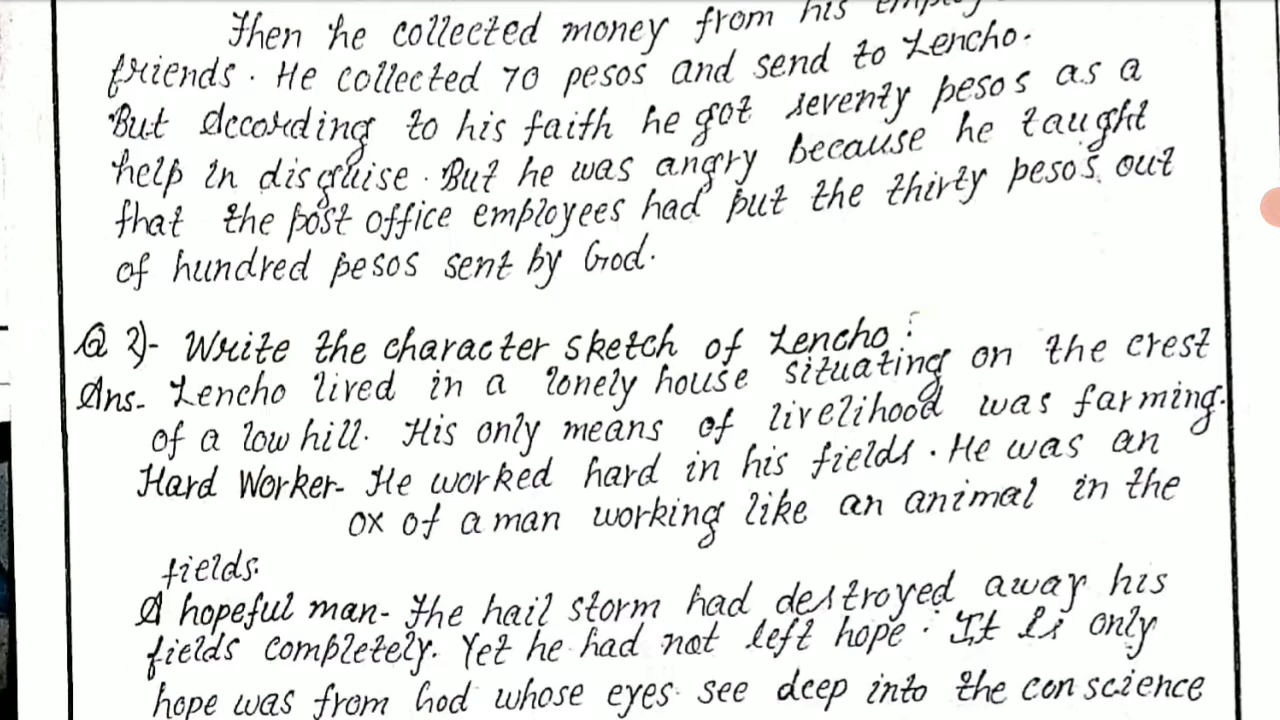 Then he collected money from his
friends. He collected 70 pesos and send to Lencho.
But according to his faith he got seventy pesos as a
help in disguise. But he was angry because he taught
that the post office employees had put the thirty pesos out
of hundred pesos sent by God.
Q 2)- Write the character sketch of Lencho:
Ans- Lencho lived in a lonely house situating on the crest
of a low hill. His only means of livelihood was farming.
Hard Worker- He worked hard in his fields. He was an
ox of a man working like an animal in the
fields.
A hopeful man- The hail storm had destroyed away his
fields completely. Yet he had not left hope. It is only
hope was from God whose eyes see deep into the conscience